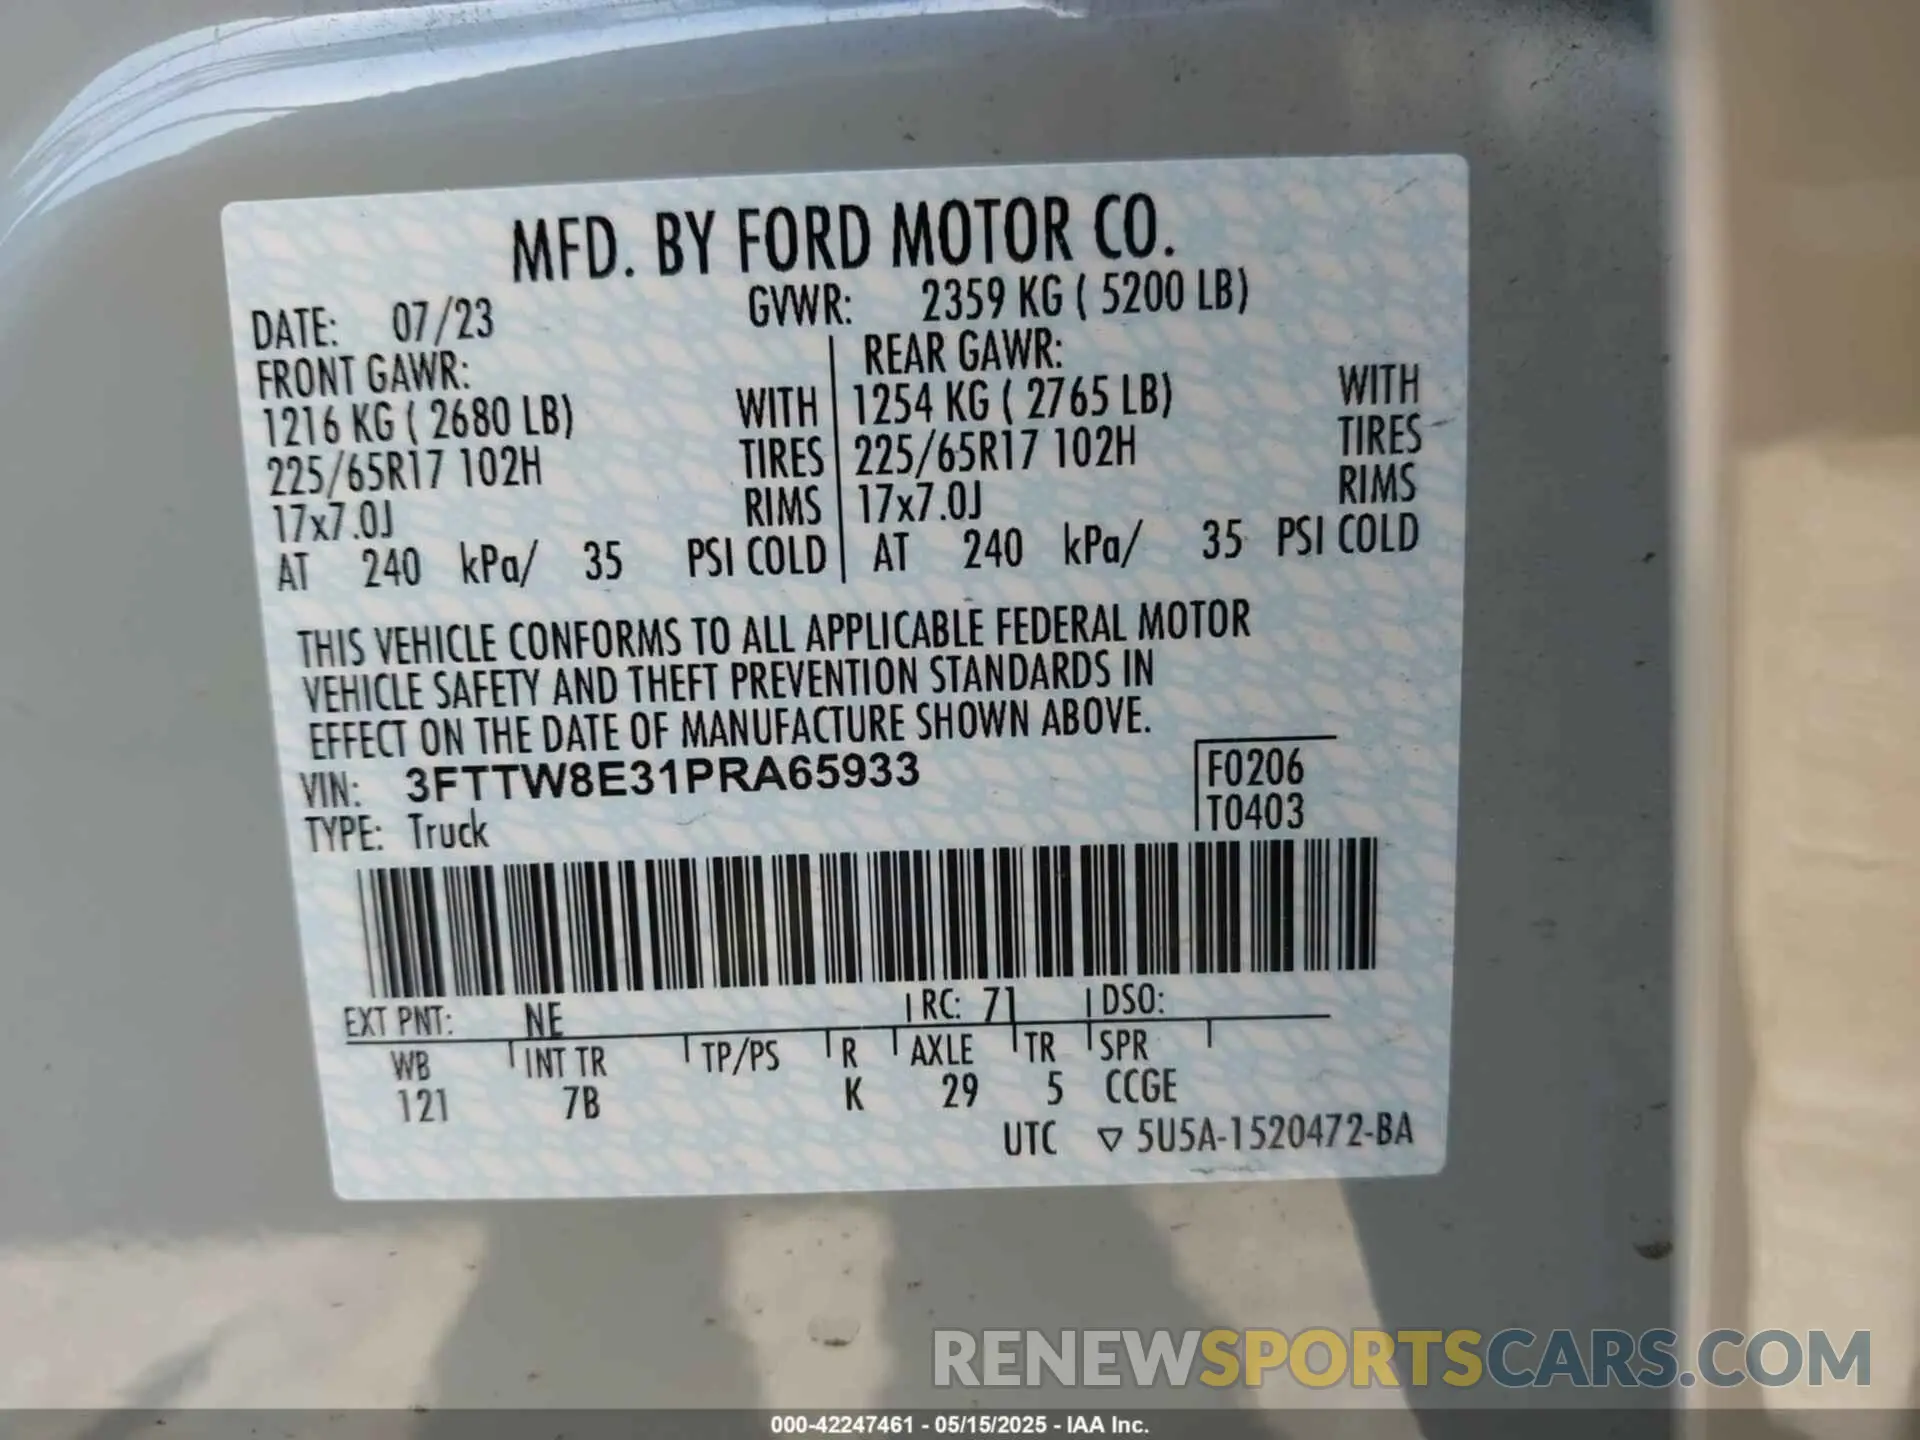 MFD. BY FORD MOTOR CO.
DATE: 07/23 GVWR: 2359 KG ( 5200 LB)
FRONT GAWR: REAR GAWR:
1216 KG ( 2680 LB) WITH 1254 KG ( 2765 LB) WITH
225/65R17 102H TIRES 225/65R17 102H TIRES
17x7.0J RIMS 17x7.0J RIMS
AT 240 kPa/ 35 PSI COLD AT 240 kPa/ 35 PSI COLD
THIS VEHICLE CONFORMS TO ALL APPLICABLE FEDERAL MOTOR
VEHICLE SAFETY AND THEFT PREVENTION STANDARDS IN
EFFECT ON THE DATE OF MANUFACTURE SHOWN ABOVE.
VIN: 3FTTW8E31PRA65933 F0206
TYPE: Truck T0403
EXT PNT: NE RC: 71 DSO:
WB INT TR TP/PS R AXLE TR SPR
121 7B K 29 5 CCGE
UTC ▽ 5U5A-1520472-BA
RENEWSPORTSCARS.COM
000-42247461 - 05/15/2025 - IAA Inc.